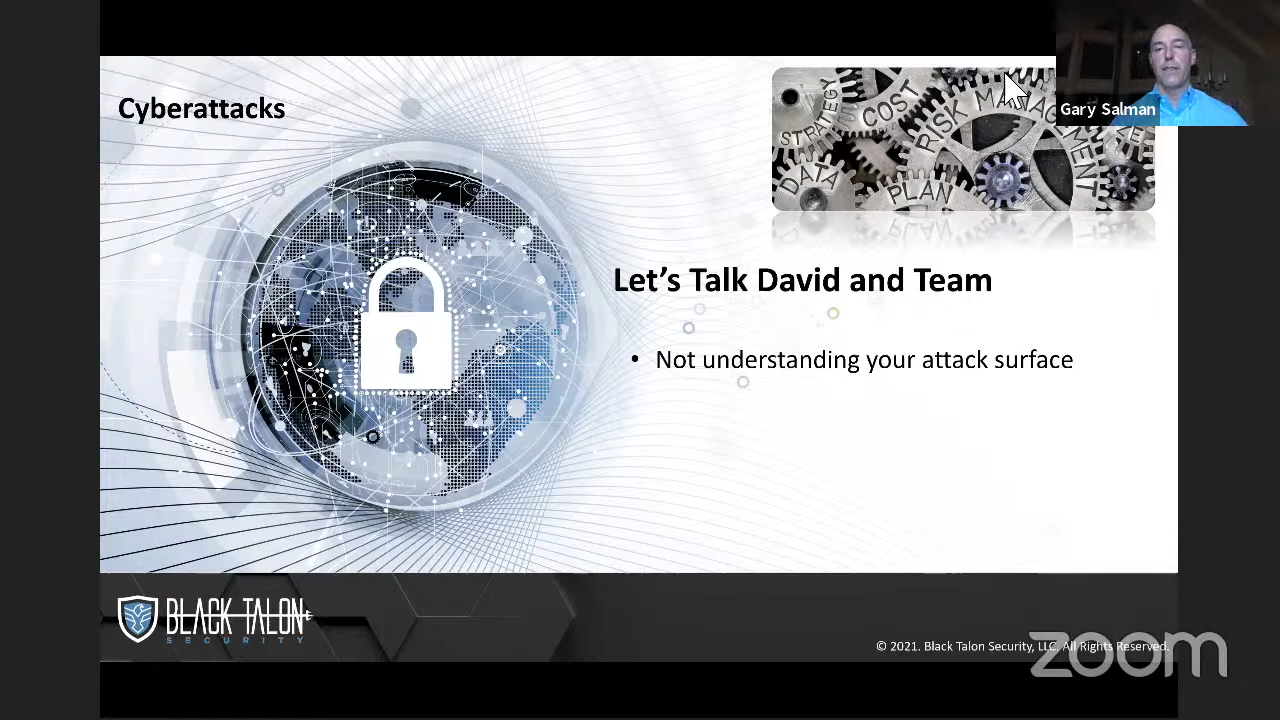 Cyberattacks
STRATEGY
COST
RISK MANAGEMENT
DATA
PLAN
Gary Salman
Let's Talk David and Team
• Not understanding your attack surface
BLACK TALON
SECURITY
© 2021. Black Talon Security, LLC. All Rights Reserved.
zoom